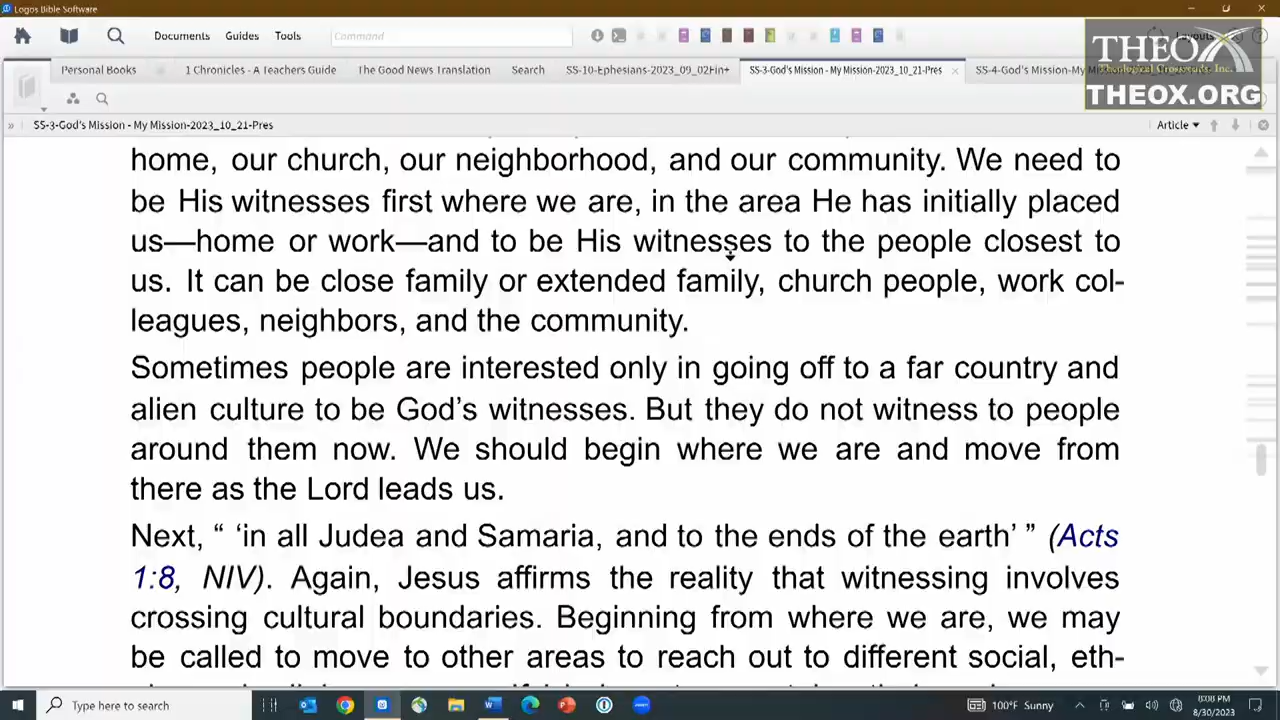 Logos Bible Software
Documents Guides Tools Command Layouts
THEOX
Theological Crossroads, Inc.
THEOX.ORG
Personal Books 1 Chronicles - A Teachers Guide The Good News Search SS-10-Ephesians-2023_09_02Fin+ SS-3-God's Mission - My Mission-2023_10_21-Pres SS-4-God's Mission-My
» SS-3-God's Mission - My Mission-2023_10_21-Pres Article
home, our church, our neighborhood, and our community. We need to
be His witnesses first where we are, in the area He has initially placed
us—home or work—and to be His witnesses to the people closest to
us. It can be close family or extended family, church people, work col-
leagues, neighbors, and the community.
Sometimes people are interested only in going off to a far country and
alien culture to be God's witnesses. But they do not witness to people
around them now. We should begin where we are and move from
there as the Lord leads us.
Next, “ ‘in all Judea and Samaria, and to the ends of the earth’ ” (Acts
1:8, NIV). Again, Jesus affirms the reality that witnessing involves
crossing cultural boundaries. Beginning from where we are, we may
be called to move to other areas to reach out to different social, eth-
Type here to search 100°F Sunny 8:08 PM
8/30/2023